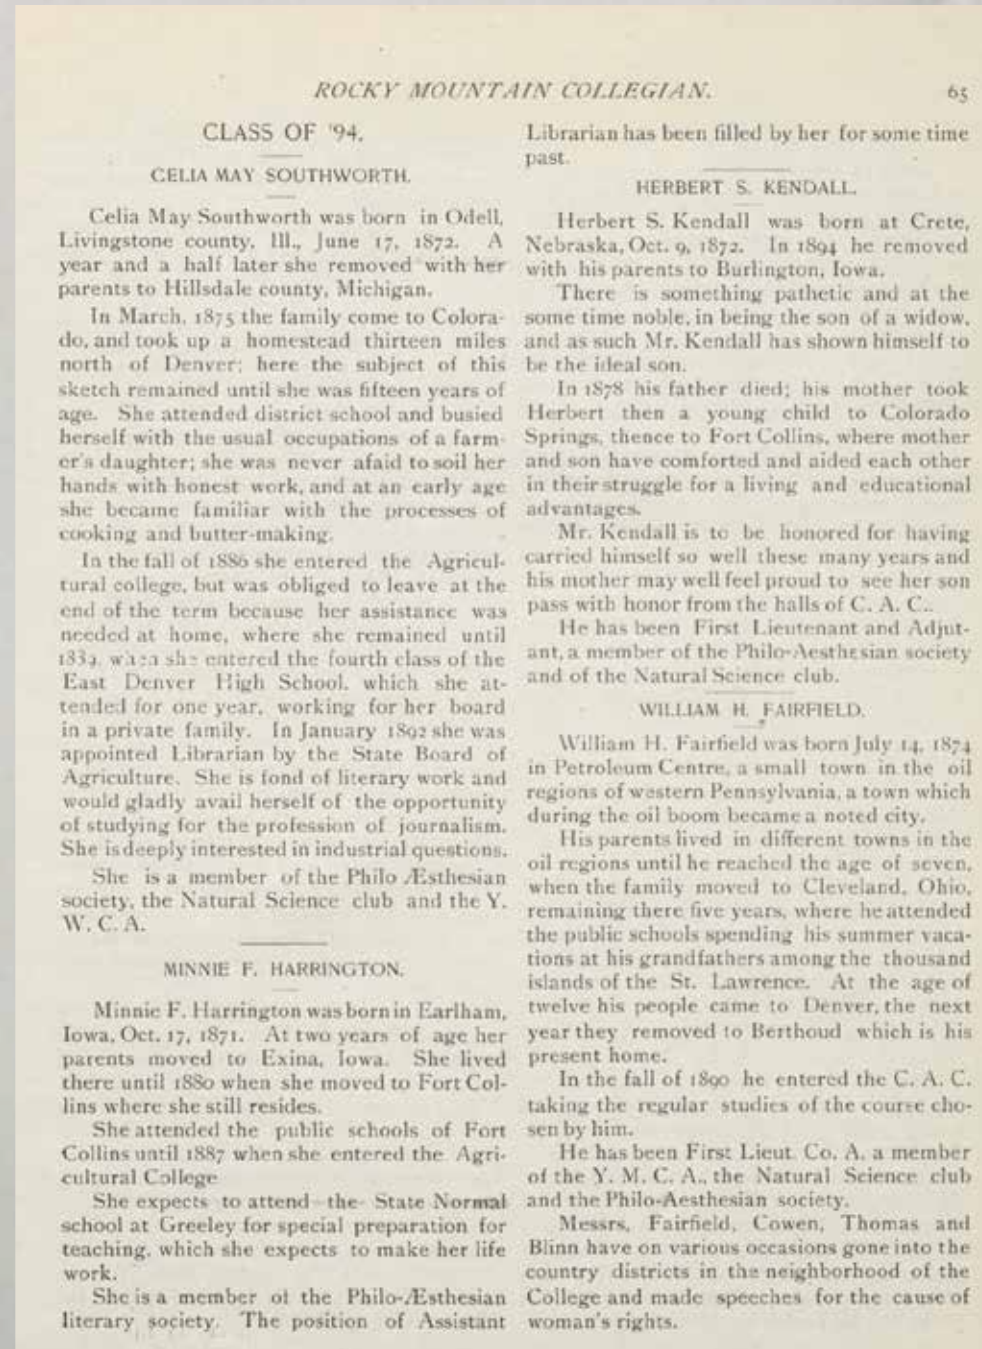 ROCKY MOUNTAIN COLLEGIAN. 65
CLASS OF '94.
CELIA MAY SOUTHWORTH.
Celia May Southworth was born in Odell,
Livingstone county, Ill., June 17, 1872. A
year and a half later she removed with her
parents to Hillsdale county, Michigan.
In March, 1875 the family come to Colora-
do, and took up a homestead thirteen miles
north of Denver; here the subject of this
sketch remained until she was fifteen years of
age. She attended district school and busied
herself with the usual occupations of a farm-
er's daughter; she was never afaid to soil her
hands with honest work, and at an early age
she became familiar with the processes of
cooking and butter-making.
In the fall of 1886 she entered the Agricul-
tural college, but was obliged to leave at the
end of the term because her assistance was
needed at home, where she remained until
1889, when she entered the fourth class of the
East Denver High School, which she at-
tended for one year, working for her board
in a private family. In January 1892 she was
appointed Librarian by the State Board of
Agriculture. She is fond of literary work and
would gladly avail herself of the opportunity
of studying for the profession of journalism.
She is deeply interested in industrial questions.
She is a member of the Philo Æsthesian
society, the Natural Science club and the Y.
W. C. A.
MINNIE F. HARRINGTON.
Minnie F. Harrington was born in Earlham,
Iowa, Oct. 17, 1871. At two years of age her
parents moved to Exina, Iowa. She lived
there until 1880 when she moved to Fort Col-
lins where she still resides.
She attended the public schools of Fort
Collins until 1887 when she entered the Agri-
cultural College
She expects to attend the State Normal
school at Greeley for special preparation for
teaching, which she expects to make her life
work.
She is a member of the Philo-Æsthesian
literary society. The position of Assistant
Librarian has been filled by her for some time
past.
HERBERT S. KENDALL.
Herbert S. Kendall was born at Crete,
Nebraska, Oct. 9, 1872. In 1894 he removed
with his parents to Burlington, Iowa.
There is something pathetic and at the
some time noble, in being the son of a widow,
and as such Mr. Kendall has shown himself to
be the ideal son.
In 1878 his father died; his mother took
Herbert then a young child to Colorado
Springs, thence to Fort Collins, where mother
and son have comforted and aided each other
in their struggle for a living and educational
advantages.
Mr. Kendall is to be honored for having
carried himself so well these many years and
his mother may well feel proud to see her son
pass with honor from the halls of C. A. C..
He has been First Lieutenant and Adjut-
ant, a member of the Philo-Aesthesian society
and of the Natural Science club.
WILLIAM H. FAIRFIELD.
William H. Fairfield was born July 14, 1874
in Petroleum Centre, a small town in the oil
regions of western Pennsylvania, a town which
during the oil boom became a noted city.
His parents lived in different towns in the
oil regions until he reached the age of seven,
when the family moved to Cleveland, Ohio,
remaining there five years, where he attended
the public schools spending his summer vaca-
tions at his grandfathers among the thousand
islands of the St. Lawrence. At the age of
twelve his people came to Denver, the next
year they removed to Berthoud which is his
present home.
In the fall of 1890 he entered the C. A. C.
taking the regular studies of the course cho-
sen by him.
He has been First Lieut. Co. A, a member
of the Y. M. C. A., the Natural Science club
and the Philo-Aesthesian society.
Messrs, Fairfield, Cowen, Thomas and
Blinn have on various occasions gone into the
country districts in the neighborhood of the
College and made speeches for the cause of
woman's rights.